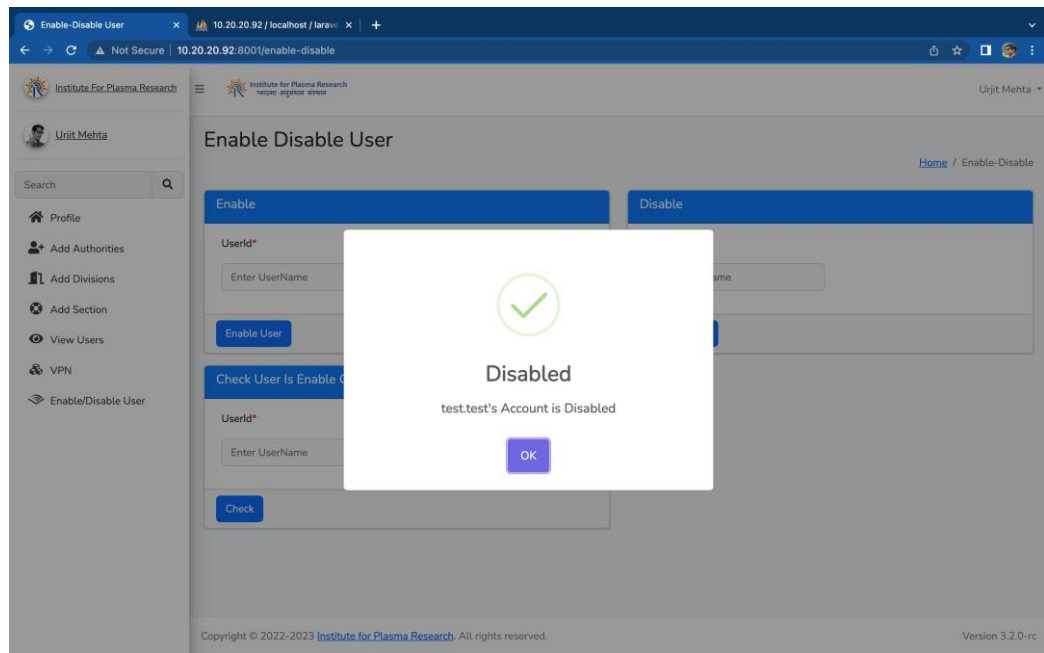 Enable-Disable User
10.20.20.92 / localhost / larav
Not Secure | 10.20.20.92:8001/enable-disable
Institute For Plasma Research
Institute for Plasma Research
Urjit Mehta
Urjit Mehta
Enable Disable User
Home / Enable-Disable
Search
Profile
Add Authorities
Add Divisions
Add Section
View Users
VPN
Enable/Disable User
Enable
UserId*
Enter UserName
Enable User
Disable
ame
Check User Is Enable
UserId*
Enter UserName
Check
Disabled
test.test's Account is Disabled
OK
Copyright © 2022-2023 Institute for Plasma Research. All rights reserved.
Version 3.2.0-rc